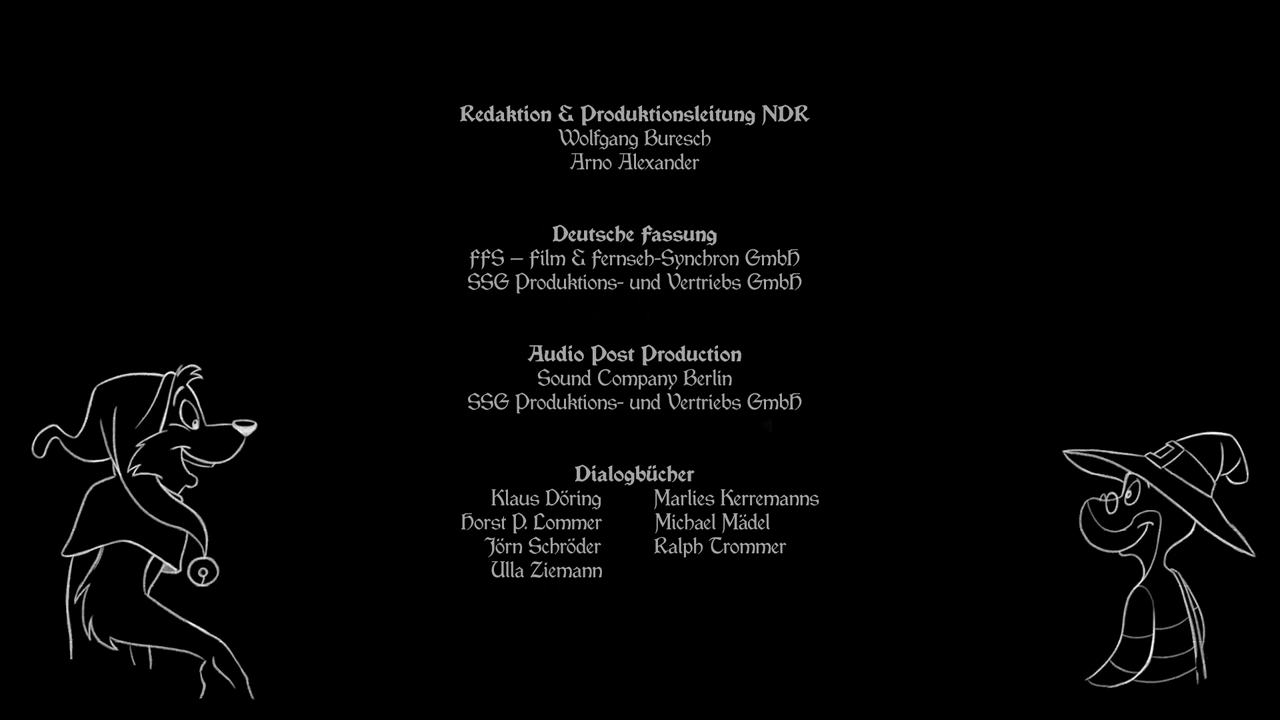 Redaktion & Produktionsleitung NDR
Wolfgang Buresch
Arno Alexander
Deutsche Fassung
FFS – Film & Fernseh-Synchron GmbH
SSG Produktions- und Vertriebs GmbH
Audio Post Production
Sound Company Berlin
SSG Produktions- und Vertriebs GmbH
Dialogbücher
Klaus Döring Marlies Kerremanns
Horst P. Lommer Michael Mädel
Jörn Schröder Ralph Trommer
Ulla Ziemann